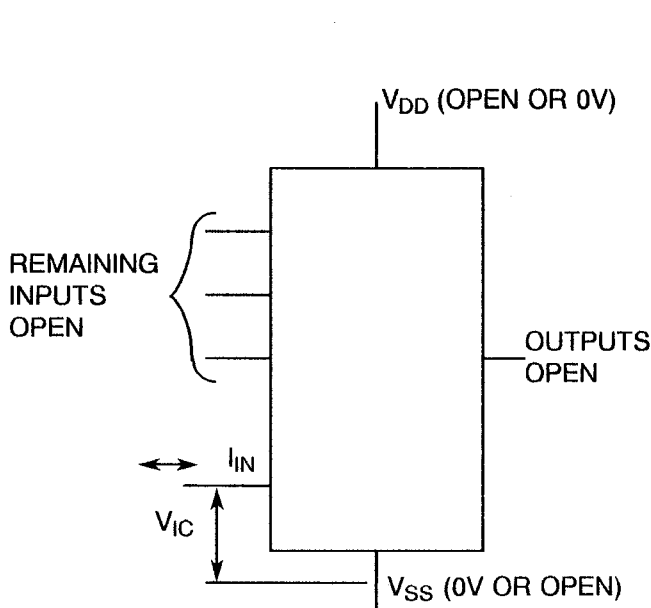 VDD (OPEN OR 0V)
REMAINING
INPUTS
OPEN
OUTPUTS
OPEN
IIN
VIC
VSS (0V OR OPEN)